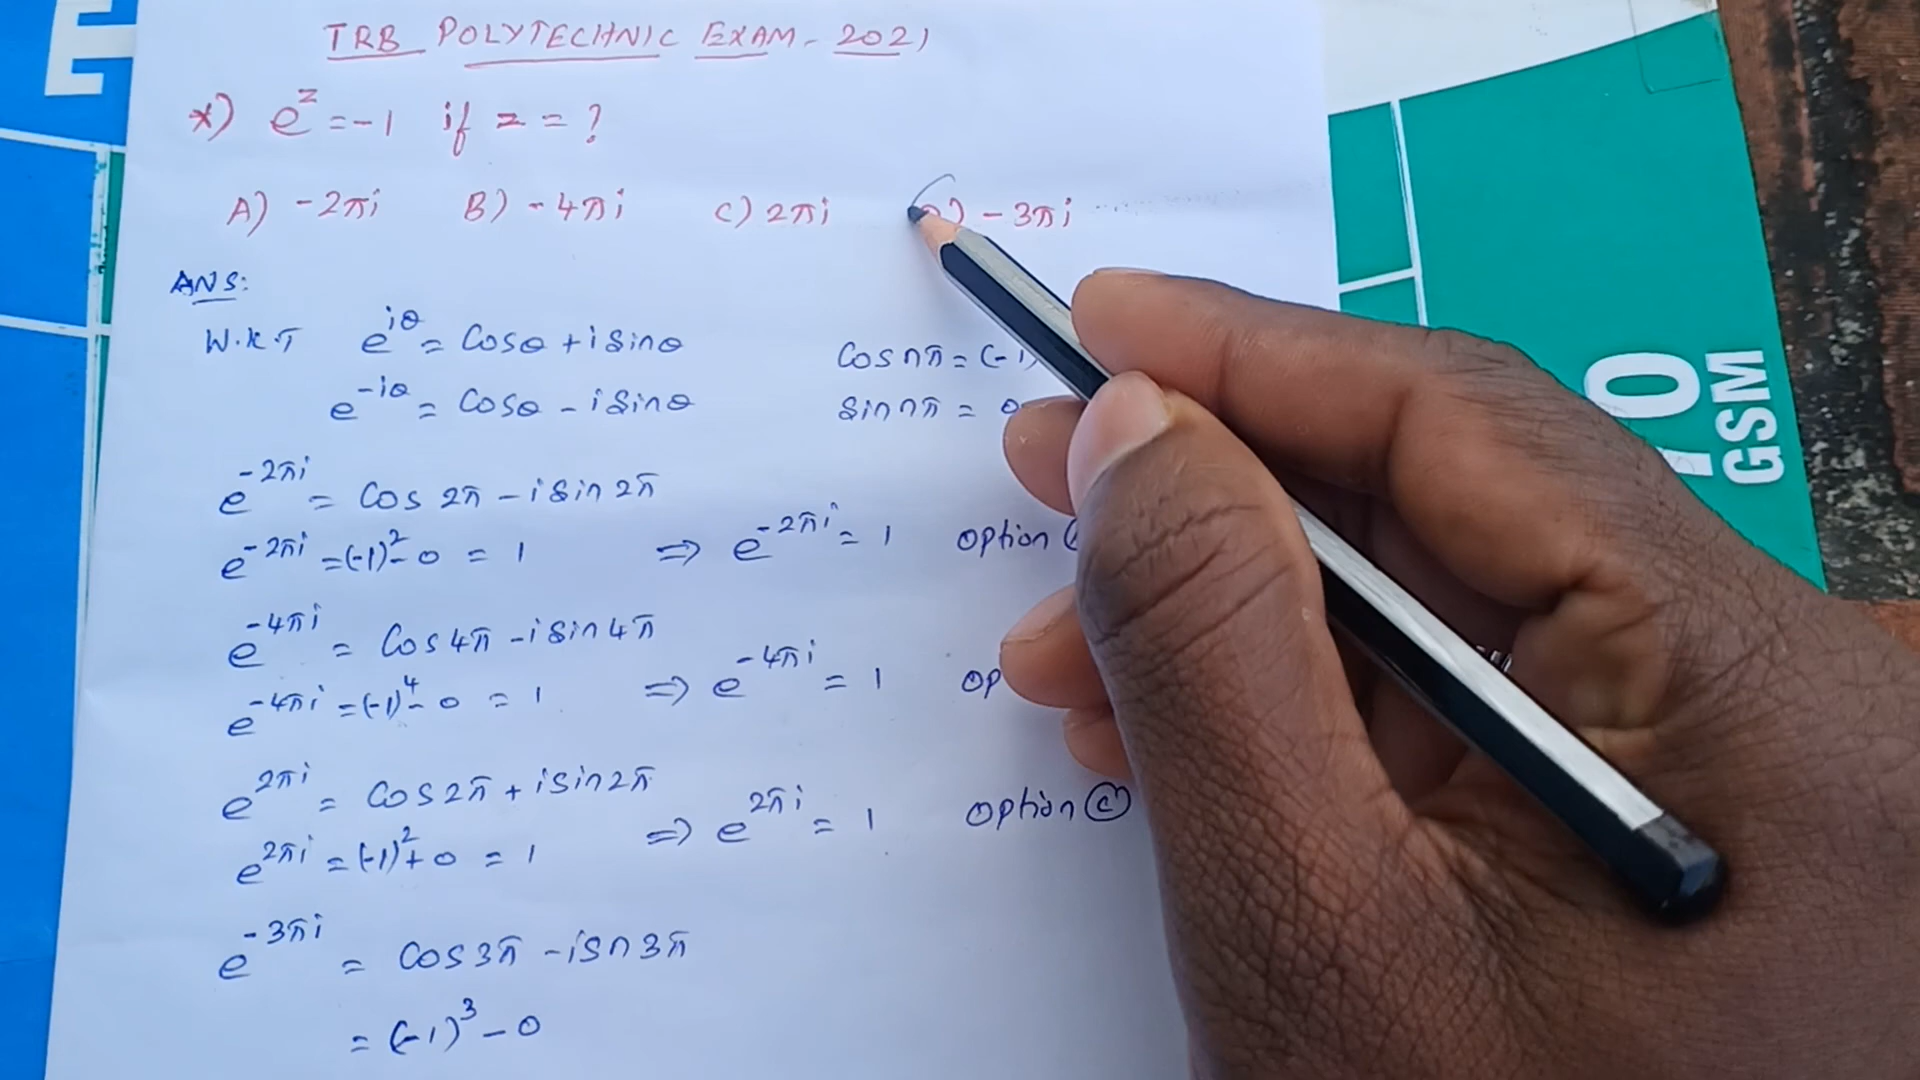 TRB POLYTECHNIC EXAM - 2021
*) e^z = -1 if z = ?
A) -2πi B) -4πi C) 2πi D) -3πi
ANS:
W.K.T e^iθ = Cosθ + i Sinθ
e^-iθ = Cosθ - i Sinθ
Cos nπ = (-1)
Sin nπ = 0
e^-2πi = Cos 2π - i Sin 2π
e^-2πi = (-1)^2 - 0 = 1 ⇒ e^-2πi = 1 option
e^-4πi = Cos 4π - i Sin 4π
e^-4πi = (-1)^4 - 0 = 1 ⇒ e^-4πi = 1 op
e^2πi = Cos 2π + i Sin 2π
e^2πi = (-1)^2 + 0 = 1 ⇒ e^2πi = 1 option (C)
e^-3πi = Cos 3π - i Sn 3π
= (-1)^3 - 0
E
70
GSM